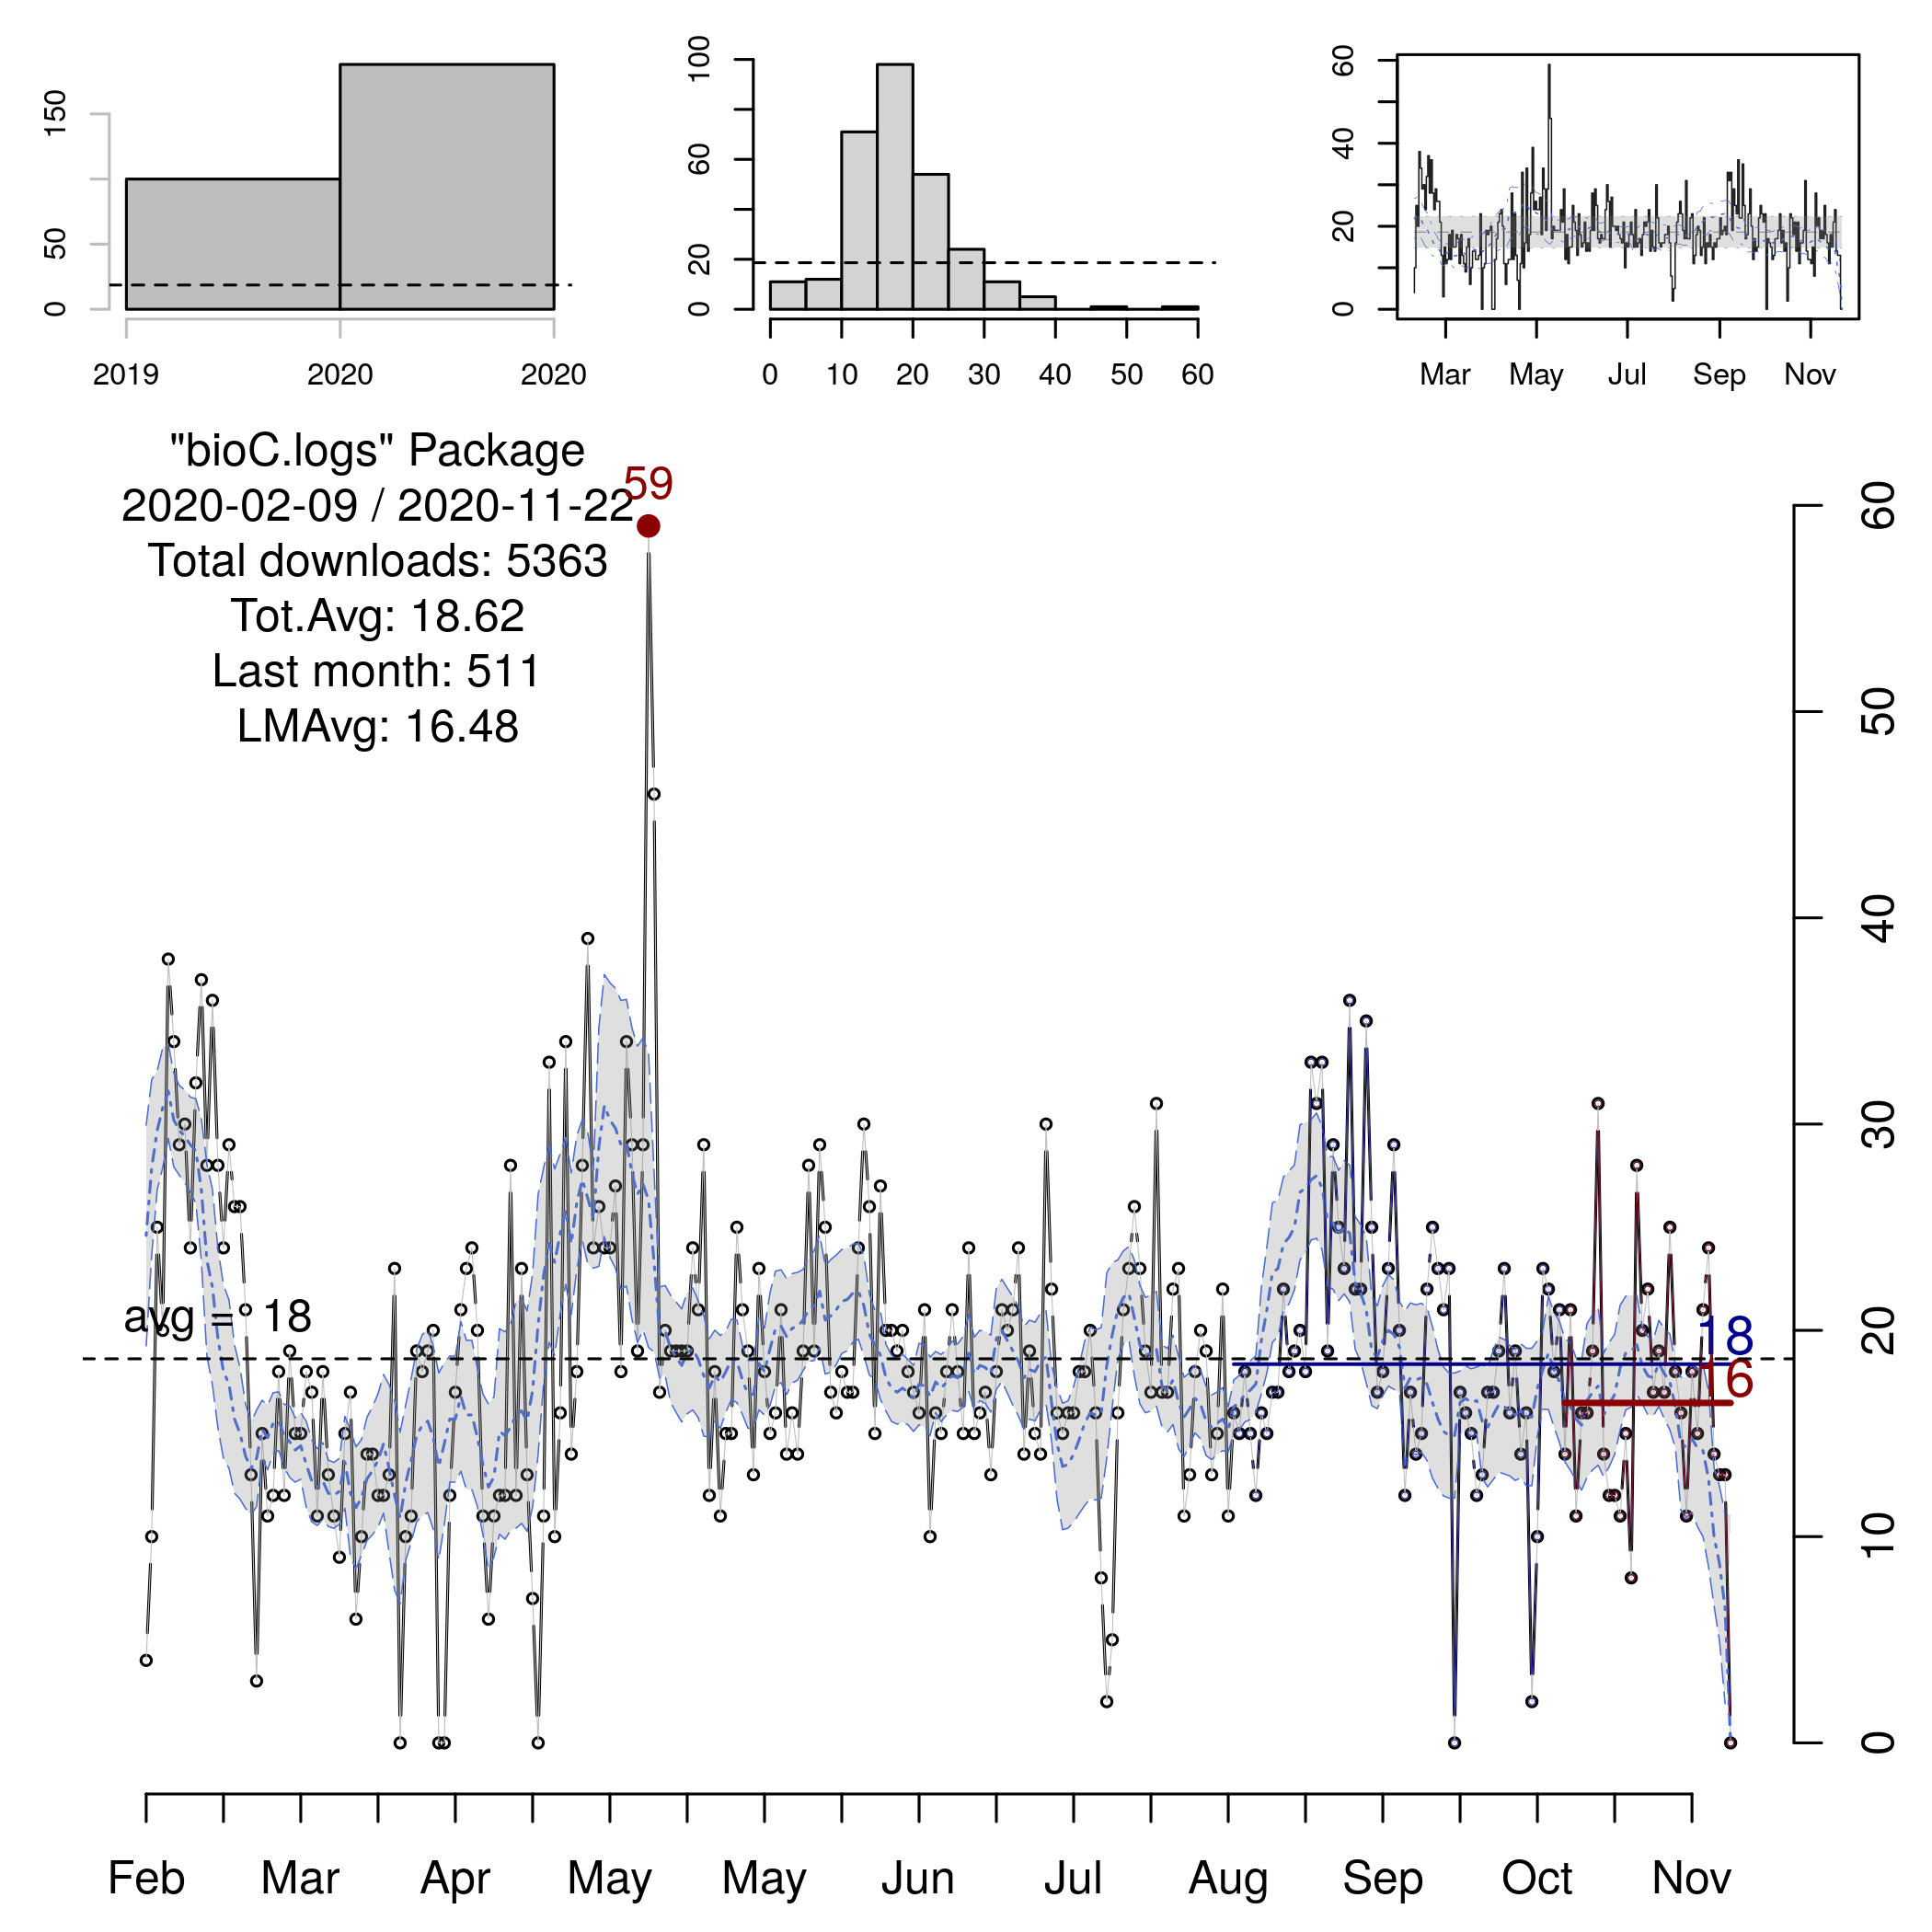 150
50
0
2019 2020 2020
100
60
20
0
0 10 20 30 40 50 60
60
40
20
0
Mar May Jul Sep Nov
"bioC.logs" Package
2020-02-09 / 2020-11-22
Total downloads: 5363
Tot.Avg: 18.62
Last month: 511
LMAvg: 16.48
59
avg = 18
18
16
60
50
40
30
20
10
0
Feb Mar Apr May May Jun Jul Aug Sep Oct Nov